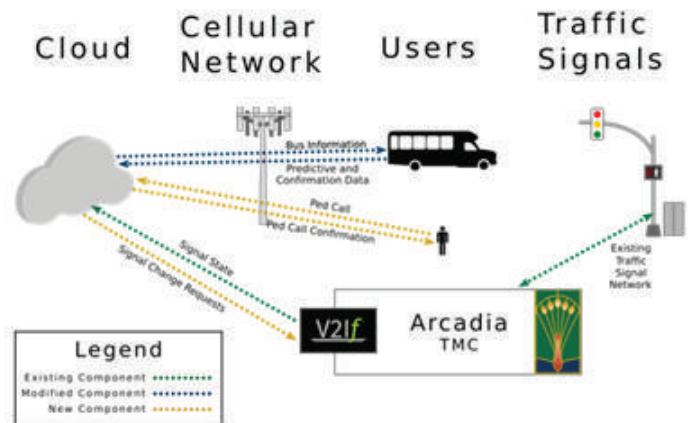 Cloud
Cellular
Network
Users
Traffic
Signals
Bus Information
Predictive and
Confirmation Data
Ped Call
Ped Call Confirmation
Signal State
Signal Change Requests
Existing
Traffic
Signal
Network
V2If
Arcadia
TMC
Legend
Existing Component
Modified Component
New Component